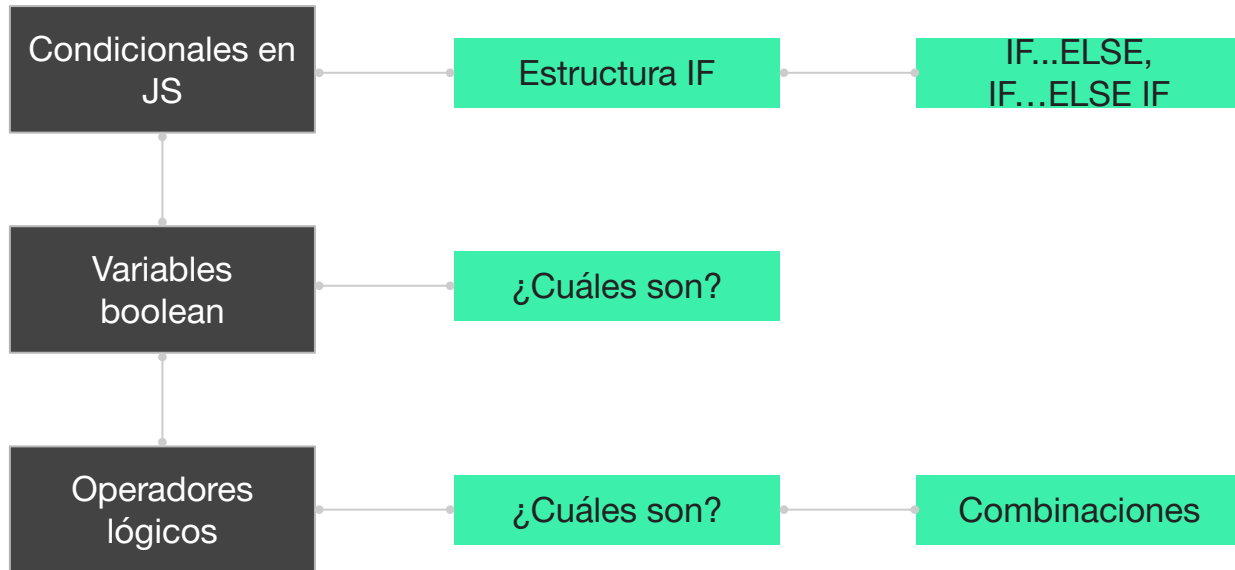 Condicionales en
JS
Estructura IF
IF...ELSE,
IF…ELSE IF
Variables
boolean
¿Cuáles son?
Operadores
lógicos
¿Cuáles son?
Combinaciones